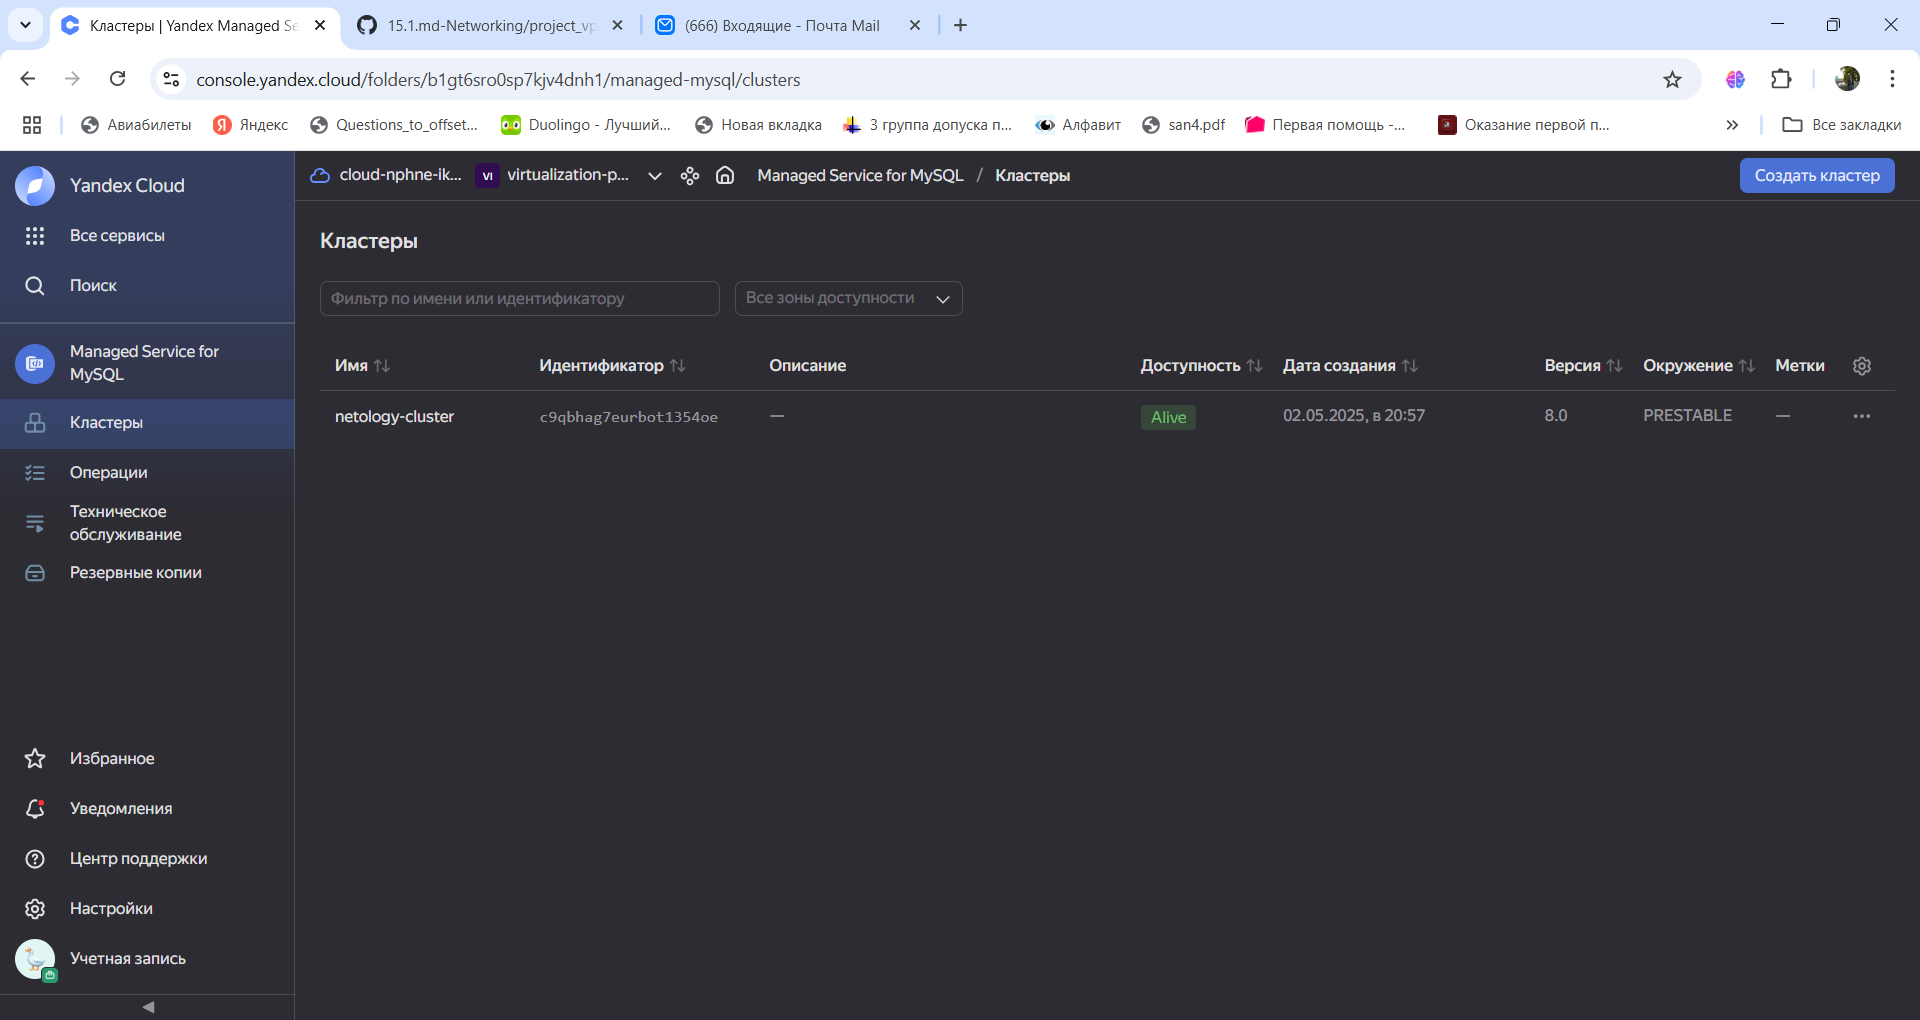 Кластеры | Yandex Managed Se
15.1.md-Networking/project_vp
(666) Входящие - Почта Mail
console.yandex.cloud/folders/b1gt6sro0sp7kjv4dnh1/managed-mysql/clusters
Авиабилеты
Яндекс
Questions_to_offset...
Duolingo - Лучший...
Новая вкладка
3 группа допуска п...
Алфавит
san4.pdf
Первая помощь -...
Оказание первой п...
Все закладки
Yandex Cloud
Все сервисы
Поиск
Managed Service for
MySQL
Кластеры
Операции
Техническое
обслуживание
Резервные копии
Избранное
Уведомления
Центр поддержки
Настройки
Учетная запись
cloud-nphne-ik...
VI
virtualization-p...
Managed Service for MySQL / Кластеры
Создать кластер
Кластеры
Фильтр по имени или идентификатору
Все зоны доступности
Имя Идентификатор Описание Доступность Дата создания Версия Окружение Метки
netology-cluster c9qbhag7eurbot1354oe — Alive 02.05.2025, в 20:57 8.0 PRESTABLE —